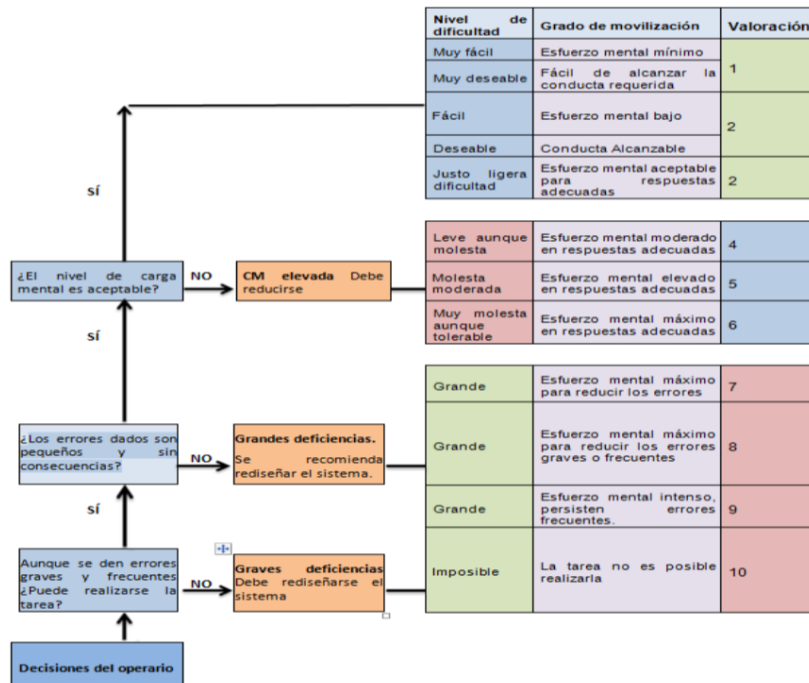 Nivel de
dificultad
Grado de movilización
Valoración
Muy fácil
Esfuerzo mental mínimo
1
Muy deseable
Fácil de alcanzar la
conducta requerida
Fácil
Esfuerzo mental bajo
2
Deseable
Conducta Alcanzable
Justo ligera
dificultad
Esfuerzo mental aceptable
para respuestas
adecuadas
2
SÍ
¿El nivel de carga
mental es aceptable?
NO
CM elevada Debe
reducirse
Leve aunque
molesta
Esfuerzo mental moderado
en respuestas adecuadas
4
Molesta
moderada
Esfuerzo mental elevado
en respuestas adecuadas
5
Muy molesta
aunque
tolerable
Esfuerzo mental máximo
en respuestas adecuadas
6
SÍ
¿Los errores dados son
pequeños y sin
consecuencias?
NO
Grandes deficiencias.
Se recomienda
rediseñar el sistema.
Grande
Esfuerzo mental máximo
para reducir los errores
7
Grande
Esfuerzo mental máximo
para reducir los errores
graves o frecuentes
8
Grande
Esfuerzo mental intenso,
persisten errores
frecuentes.
9
SÍ
Aunque se den errores
graves y frecuentes
¿Puede realizarse la
tarea?
NO
Graves deficiencias
Debe rediseñarse el
sistema
Imposible
La tarea no es posible
realizarla
10
Decisiones del operario